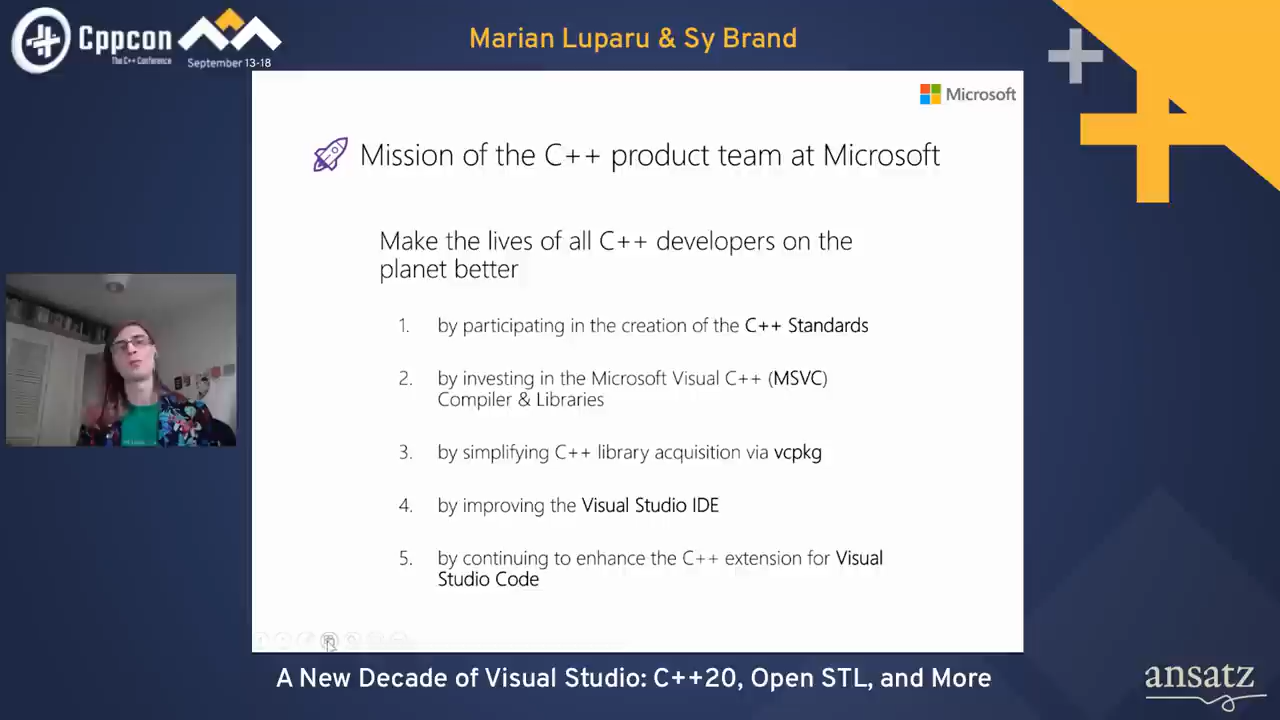 Cppcon
The C++ Conference
September 13-18
Marian Luparu & Sy Brand
Microsoft
Mission of the C++ product team at Microsoft
Make the lives of all C++ developers on the
planet better
1. by participating in the creation of the C++ Standards
2. by investing in the Microsoft Visual C++ (MSVC)
Compiler & Libraries
3. by simplifying C++ library acquisition via vcpkg
4. by improving the Visual Studio IDE
5. by continuing to enhance the C++ extension for Visual
Studio Code
A New Decade of Visual Studio: C++20, Open STL, and More
ansatz